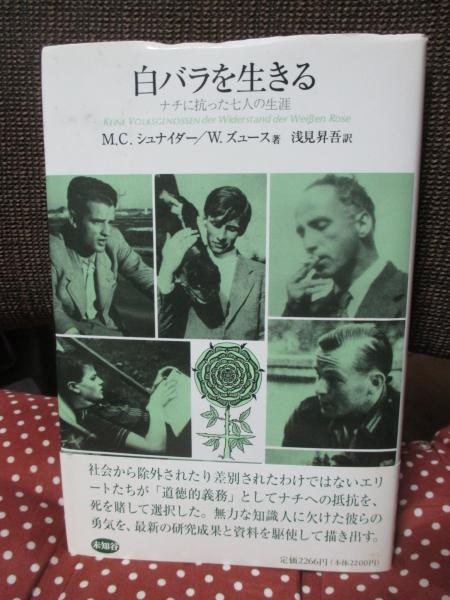 白バラを生きる
ナチに抗った七人の生涯
KEINE VOLKSGENOSSEN der Widerstand der Weißen Rose
M.C. シュナイダー/W. ズュース著 浅見昇吾訳
社会から除外されたり差別されたわけではないエリ
ートたちが「道徳的義務」としてナチへの抵抗を、
死を賭して選択した。無力な知識人に欠けた彼らの
勇気を、最新の研究成果と資料を駆使して描き出す。
未知谷
定価2266円(本体2200円)